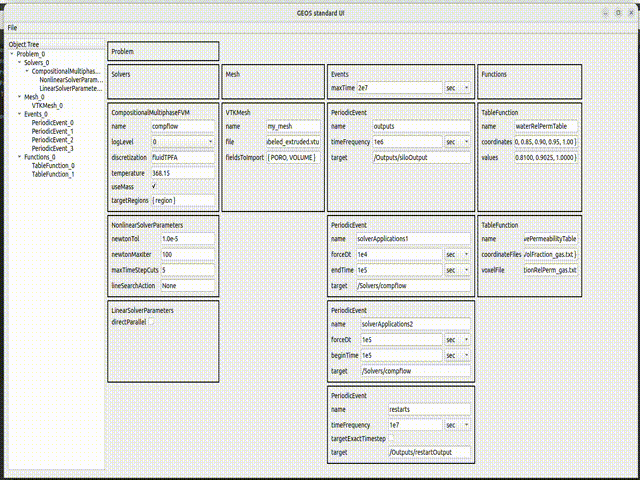 GEOS standard UI
File
Object Tree
Problem_0
Solvers_0
CompositionalMultiphas...
NonlinearSolverParam...
LinearSolverParamete...
Mesh_0
VTKMesh_0
Events_0
PeriodicEvent_0
PeriodicEvent_1
PeriodicEvent_2
PeriodicEvent_3
Functions_0
TableFunction_0
TableFunction_1
Problem
Solvers
CompositionalMultiphaseFVM
name compflow
logLevel 0
discretization fluidTPFA
temperature 368.15
useMass ✓
targetRegions { region }
NonlinearSolverParameters
newtonTol 1.0e-5
newtonMaxIter 100
maxTimeStepCuts 5
lineSearchAction None
LinearSolverParameters
directParallel
Mesh
VTKMesh
name my_mesh
file abeled_extruded.vtu
fieldsToImport { PORO, VOLUME }
Events
maxTime 2e7 sec
PeriodicEvent
name outputs
timeFrequency 1e6 sec
target /Outputs/siloOutput
PeriodicEvent
name solverApplications1
forceDt 1e4 sec
endTime 1e5 sec
target /Solvers/compflow
PeriodicEvent
name solverApplications2
forceDt 1e5 sec
beginTime 1e5 sec
target /Solvers/compflow
PeriodicEvent
name restarts
timeFrequency 1e7 sec
targetExactTimestep
target /Outputs/restartOutput
Functions
TableFunction
name waterRelPermTable
coordinates 0, 0.85, 0.90, 0.95, 1.00 }
values 0.8100, 0.9025, 1.0000 }
TableFunction
name vePermeabilityTable
coordinateFiles VolFraction_gas.txt }
voxelFile tionRelPerm_gas.txt